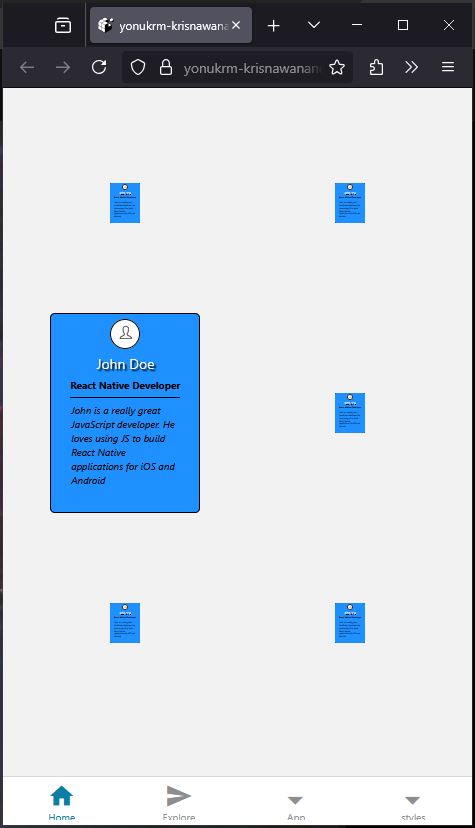 yonukrm-krisnawana
yonukrm-krisnawanan
John Doe
React Native Developer
John is a really great
JavaScript developer. He
loves using JS to build
React Native
applications for iOS and
Android
Home
Explore
App
styles